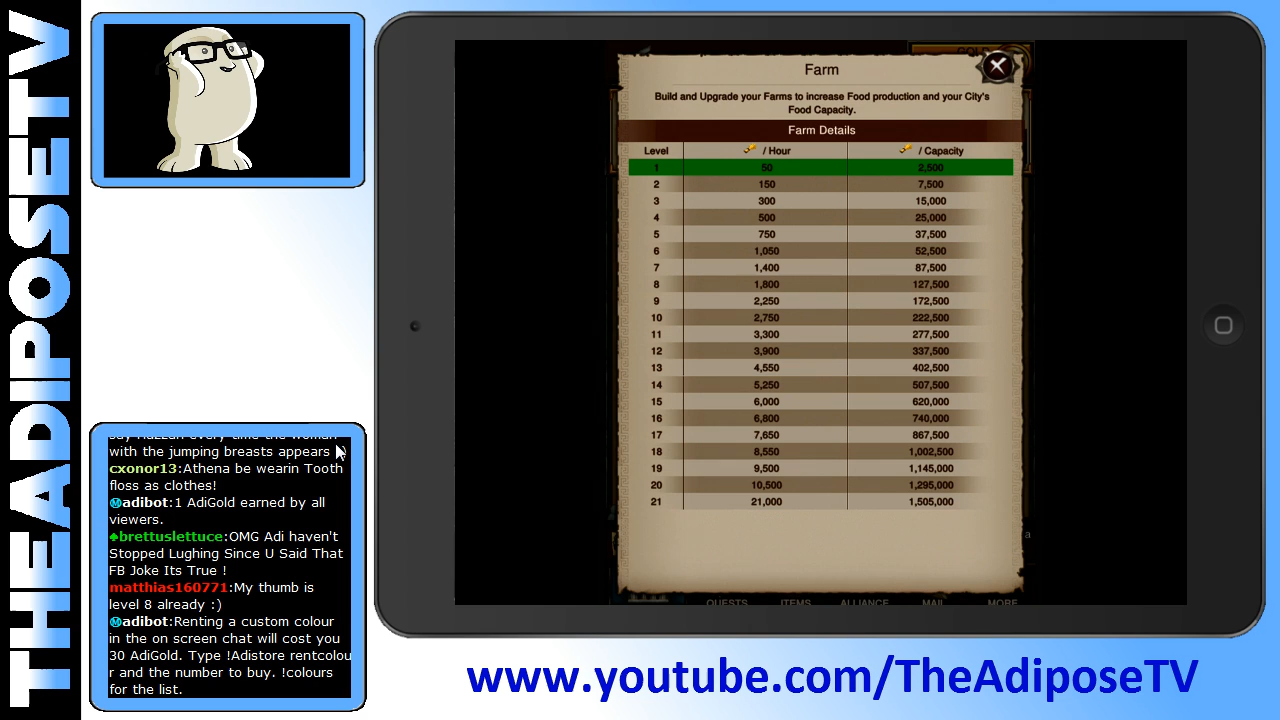 THEADIPOSETV
Farm
Build and Upgrade your Farms to increase Food production and your City's
Food Capacity.
Farm Details
Level / Hour / Capacity
1 50 2,500
2 150 7,500
3 300 15,000
4 500 25,000
5 750 37,500
6 1,050 52,500
7 1,400 87,500
8 1,800 127,500
9 2,250 172,500
10 2,750 222,500
11 3,300 277,500
12 3,900 337,500
13 4,550 402,500
14 5,250 507,500
15 6,000 620,000
16 6,800 740,000
17 7,650 867,500
18 8,550 1,002,500
19 9,500 1,145,000
20 10,500 1,295,000
21 21,000 1,505,000
QUESTS ITEMS ALLIANCE MAIL MORE
every time the woman
with the jumping breasts appears :)
cxonor13:Athena be wearin Tooth
floss as clothes!
adibot:1 AdiGold earned by all
viewers.
brettuslettuce:OMG Adi haven't
Stopped Lughing Since U Said That
FB Joke Its True !
matthias160771:My thumb is
level 8 already :)
adibot:Renting a custom colour
in the on screen chat will cost you
30 AdiGold. Type !Adistore rentcolou
r and the number to buy. !colours
for the list.
www.youtube.com/TheAdiposeTV